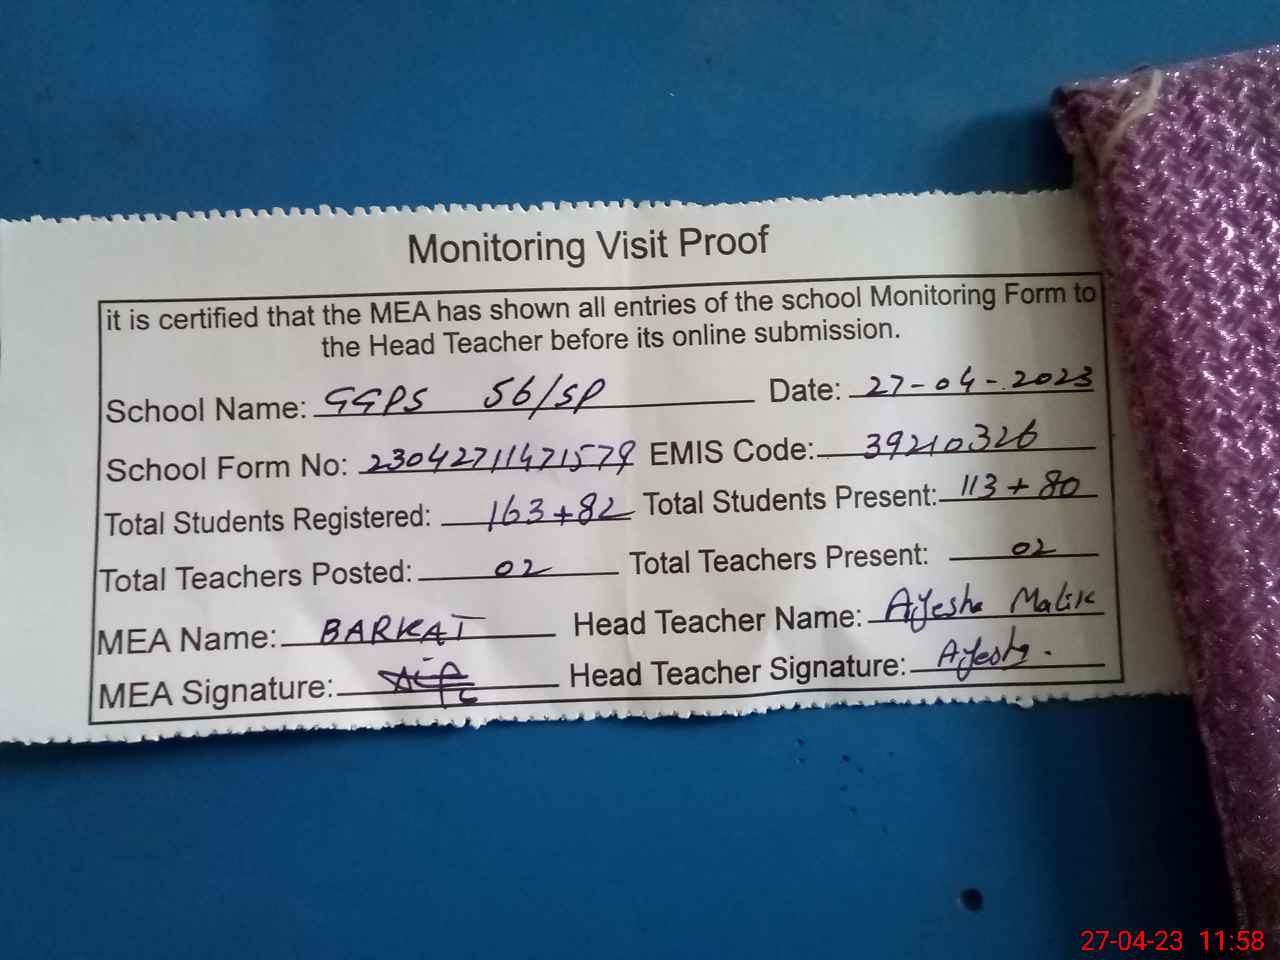 Monitoring Visit Proof
it is certified that the MEA has shown all entries of the school Monitoring Form to
the Head Teacher before its online submission.
School Name: GGPS 56/SP Date: 27-04-2023
School Form No: 23042711471579 EMIS Code: 39210326
Total Students Registered: 163+82 Total Students Present: 113+80
Total Teachers Posted: 02 Total Teachers Present: 02
MEA Name: BARKAT Head Teacher Name: Ayesha Malik
MEA Signature: Head Teacher Signature: Ayesha.
27-04-23 11:58